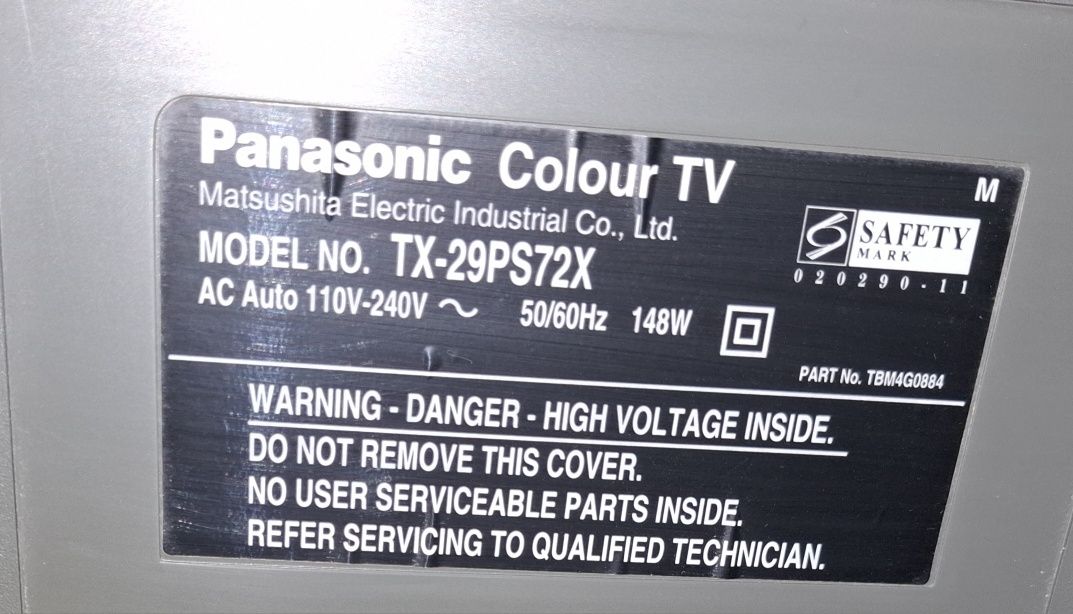 Panasonic Colour TV
M
Matsushita Electric Industrial Co., Ltd.
SAFETY
MARK
MODEL NO. TX-29PS72X
020290-11
AC Auto 110V-240V ~ 50/60Hz 148W
PART No. TBM4G0884
WARNING - DANGER - HIGH VOLTAGE INSIDE.
DO NOT REMOVE THIS COVER.
NO USER SERVICEABLE PARTS INSIDE.
REFER SERVICING TO QUALIFIED TECHNICIAN.